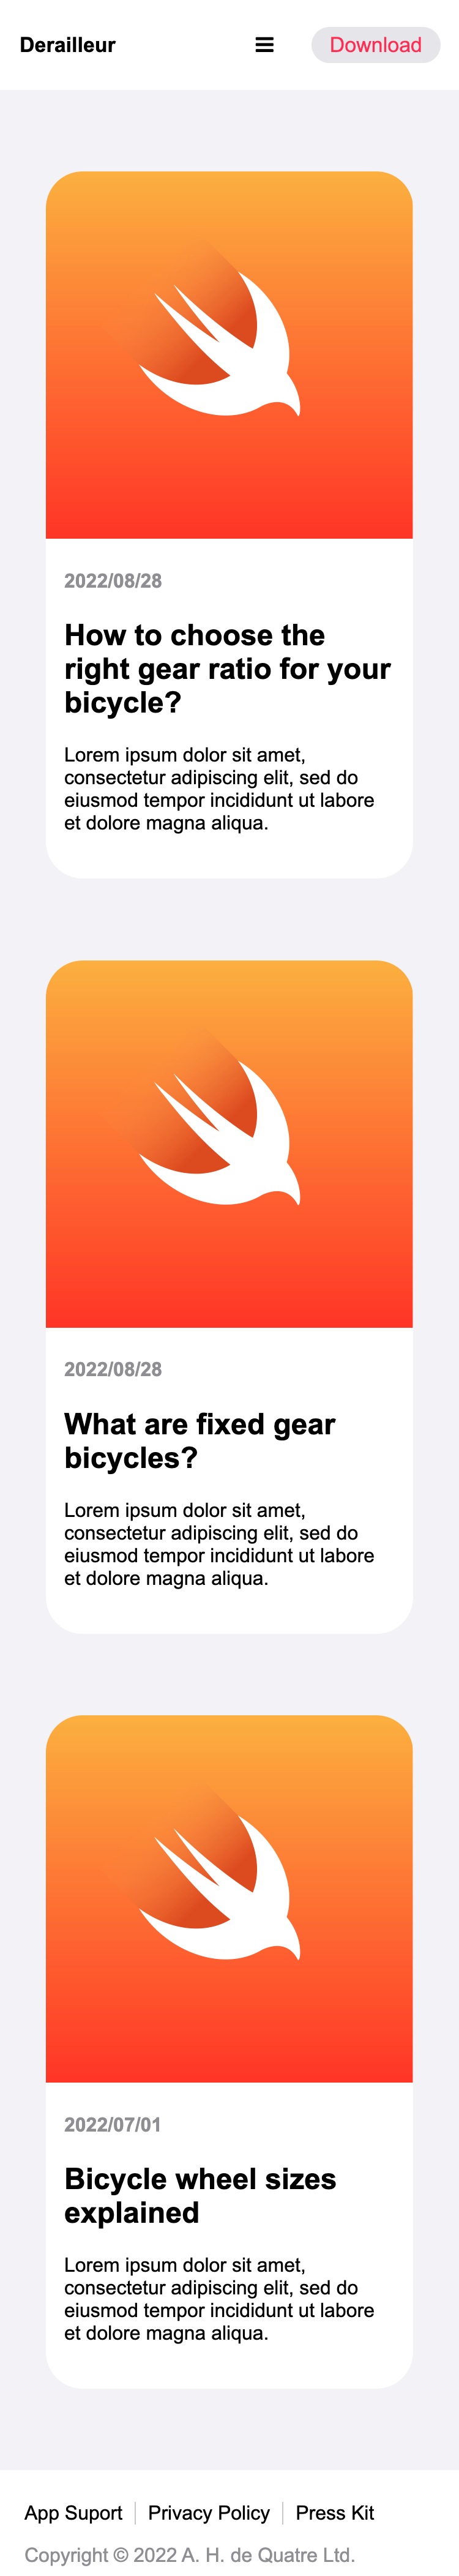 Derailleur
Download
2022/08/28
How to choose the
right gear ratio for your
bicycle?
Lorem ipsum dolor sit amet,
consectetur adipiscing elit, sed do
eiusmod tempor incididunt ut labore
et dolore magna aliqua.
2022/08/28
What are fixed gear
bicycles?
Lorem ipsum dolor sit amet,
consectetur adipiscing elit, sed do
eiusmod tempor incididunt ut labore
et dolore magna aliqua.
2022/07/01
Bicycle wheel sizes
explained
Lorem ipsum dolor sit amet,
consectetur adipiscing elit, sed do
eiusmod tempor incididunt ut labore
et dolore magna aliqua.
App Suport | Privacy Policy | Press Kit
Copyright © 2022 A. H. de Quatre Ltd.